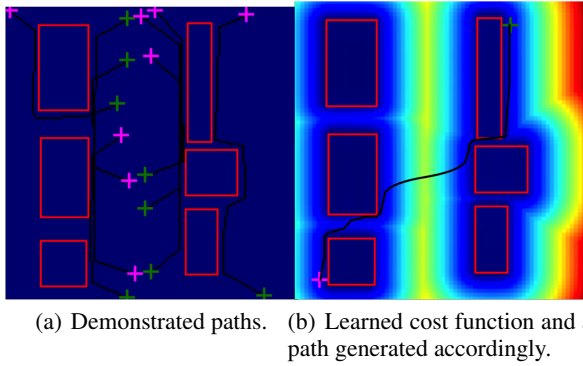 (a) Demonstrated paths.
(b) Learned cost function and a
path generated accordingly.